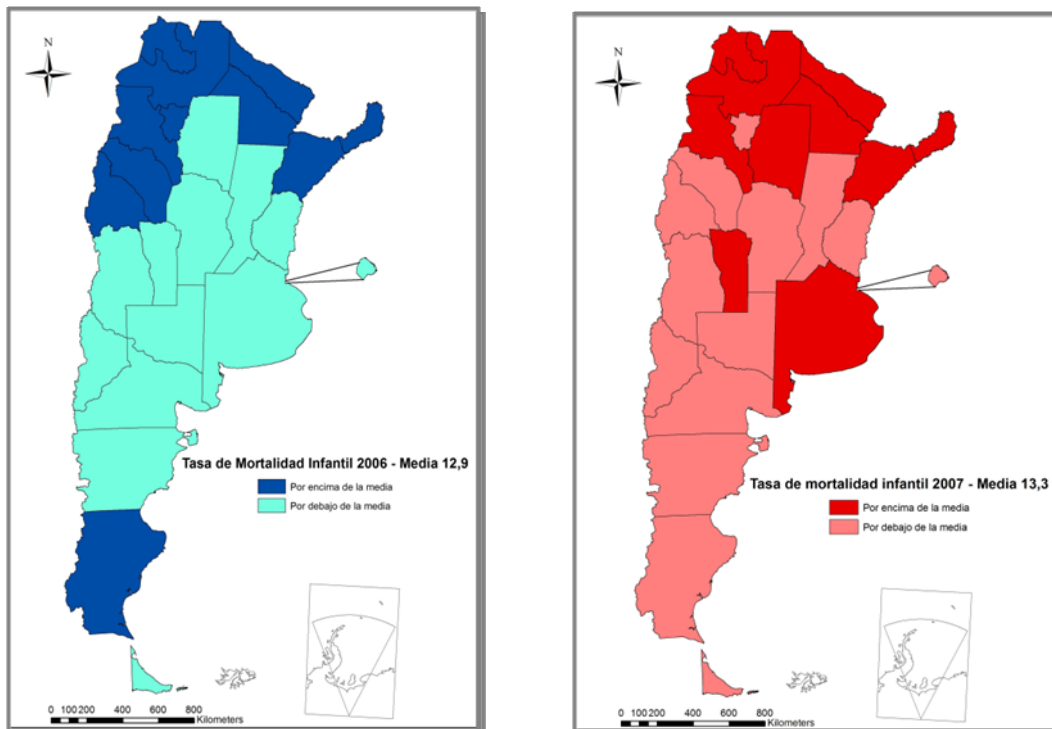 N
Tasa de Mortalidad Infantil 2006 - Media 12,9
Por encima de la media
Por debajo de la media
0 100 200 400 600 800
Kilometers
N
Tasa de mortalidad infantil 2007 - Media 13,3
Por encima de la media
Por debajo de la media
0 100 200 400 600 800
Kilometers